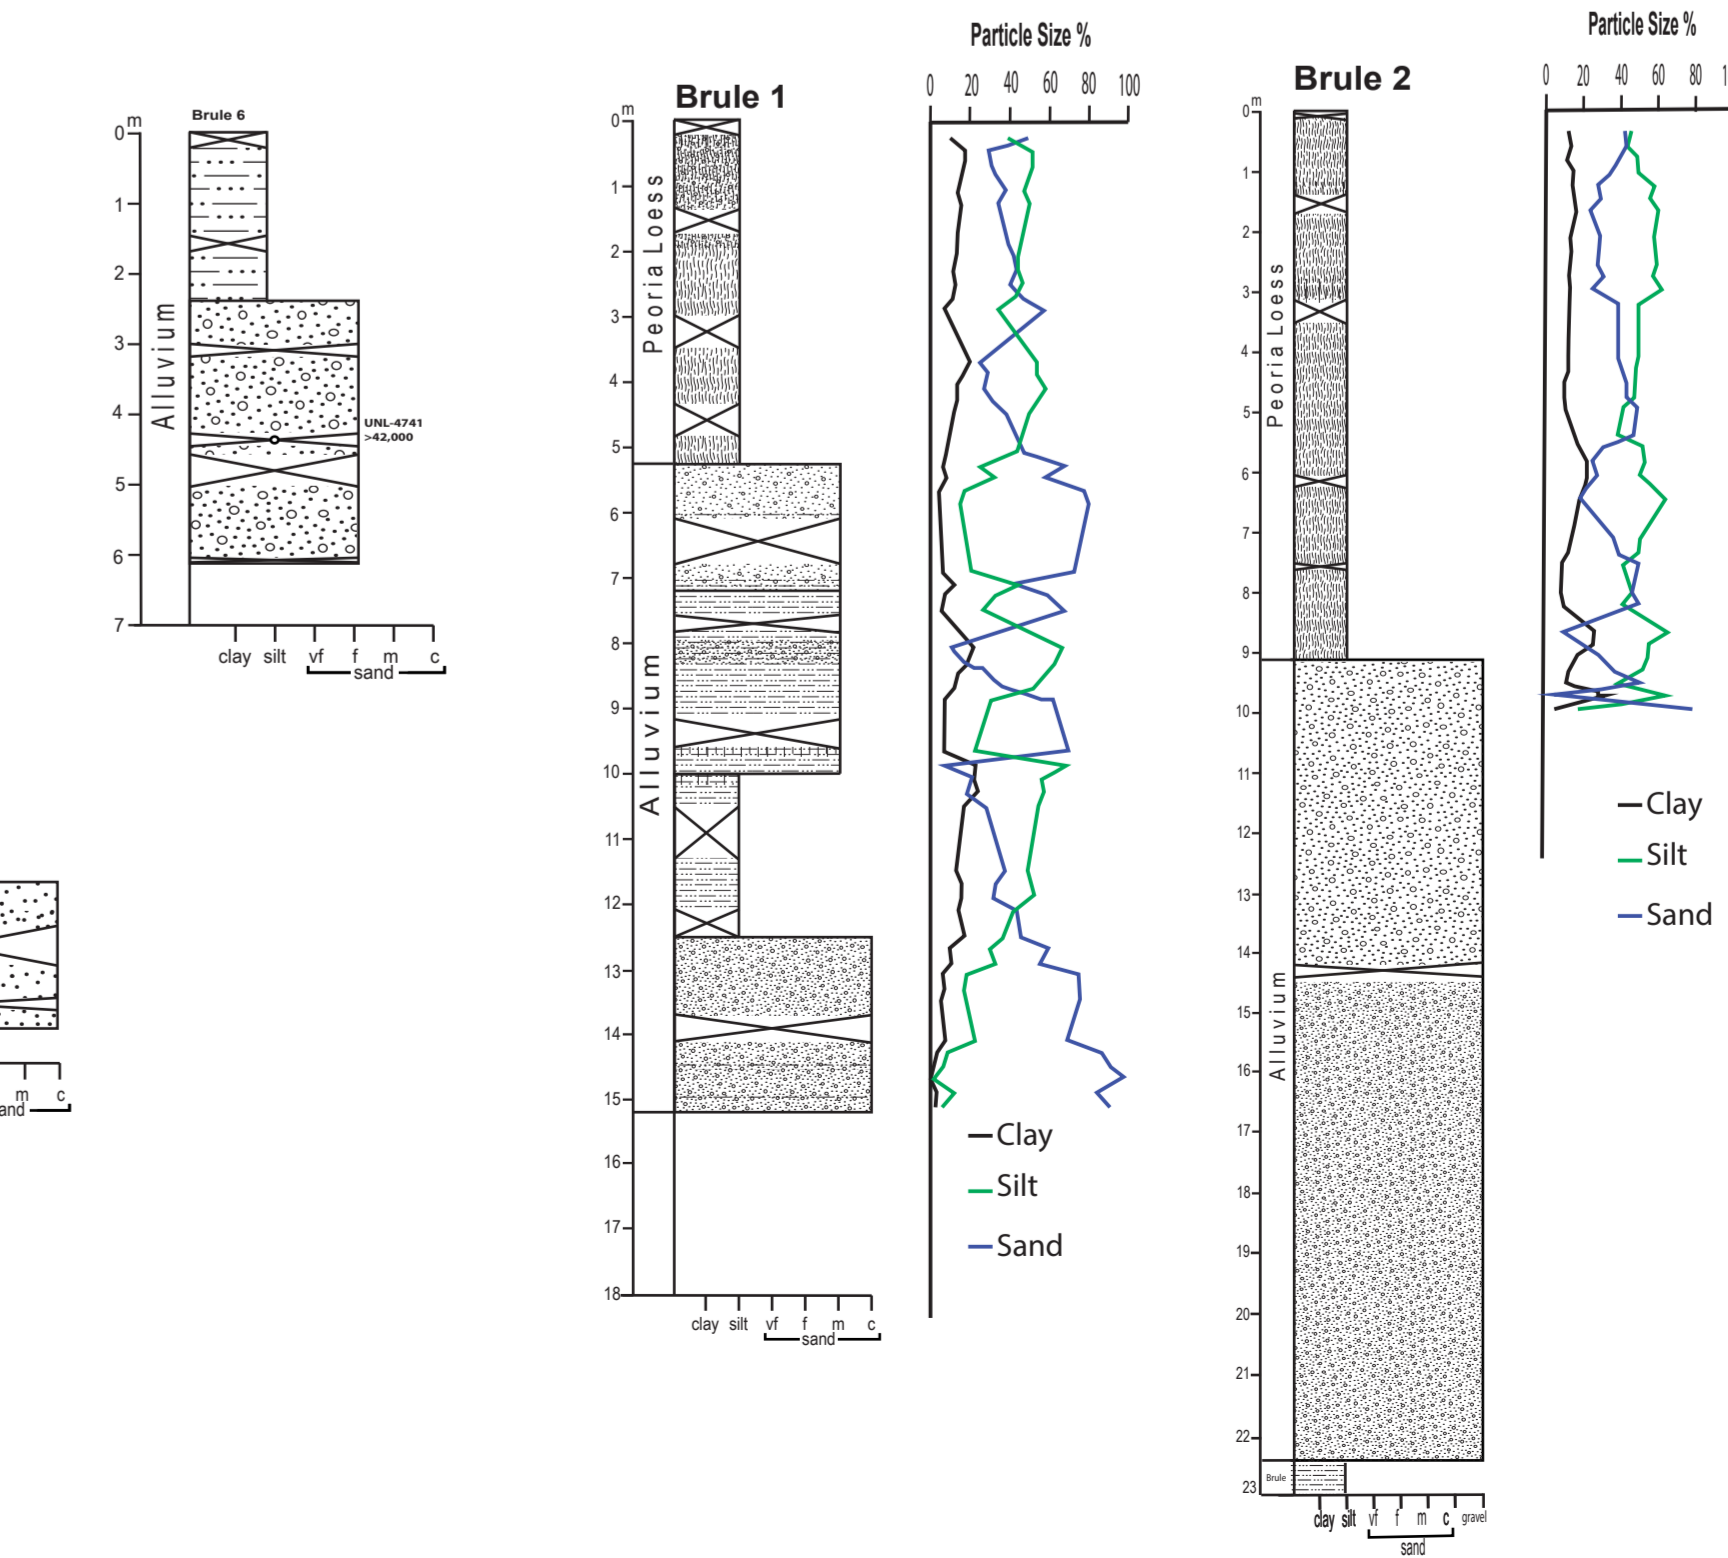 Brule 6
m
0
1
2
3
4
5
6
7
Alluvium
UNL-4741
>42,000
clay silt vf f m c
sand
m c
and
Brule 1
m
0
1
2
3
4
5
6
7
8
9
10
11
12
13
14
15
16
17
18
Peoria Loess
Alluvium
clay silt vf f m c
sand
Particle Size %
0 20 40 60 80 100
Clay
Silt
Sand
Brule 2
m
0
1
2
3
4
5
6
7
8
9
10
11
12
13
14
15
16
17
18
19
20
21
22
23
Peoria Loess
Alluvium
Brule
clay silt vf f m c gravel
sand
Particle Size %
0 20 40 60 80 1
Clay
Silt
Sand